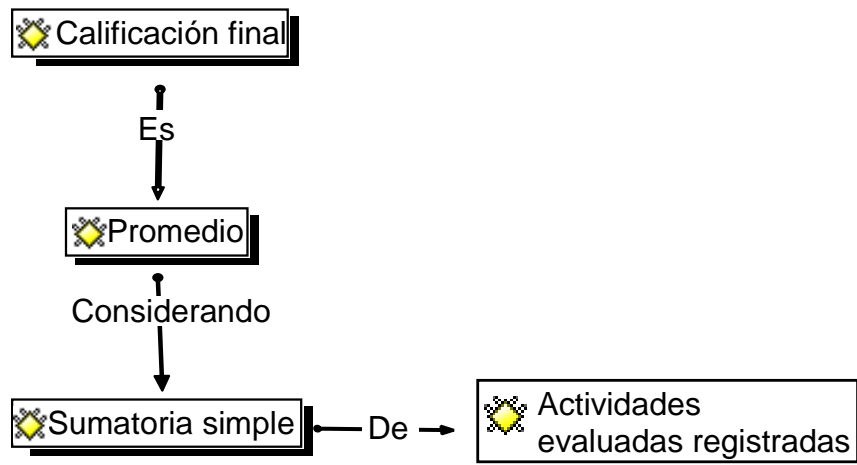 Calificación final
Es
Promedio
Considerando
Sumatoria simple
De
Actividades
evaluadas registradas